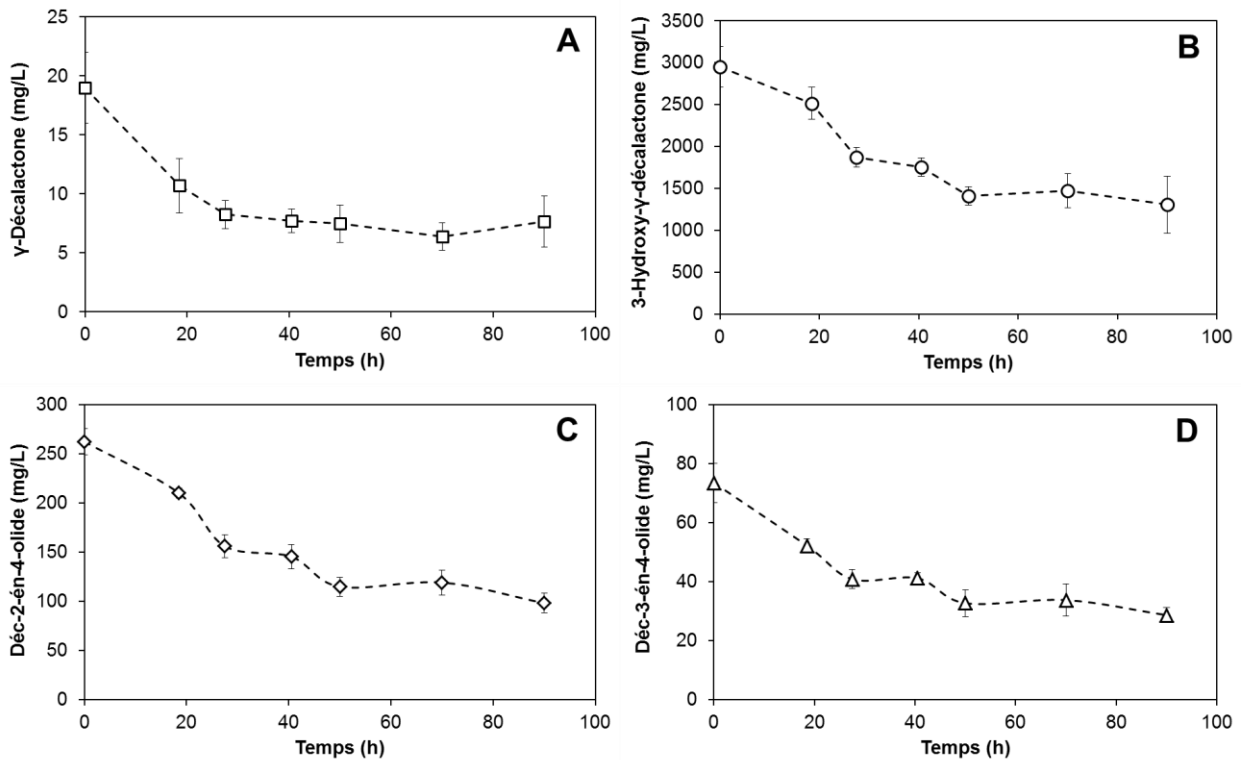 A
γ-Décalactone (mg/L)
25
20
15
10
5
0
0 20 40 60 80 100
Temps (h)
B
3-Hydroxy-γ-décalactone (mg/L)
3500
3000
2500
2000
1500
1000
500
0
0 20 40 60 80 100
Temps (h)
C
Déc-2-én-4-olide (mg/L)
300
250
200
150
100
50
0
0 20 40 60 80 100
Temps (h)
D
Déc-3-én-4-olide (mg/L)
100
80
60
40
20
0
0 20 40 60 80 100
Temps (h)